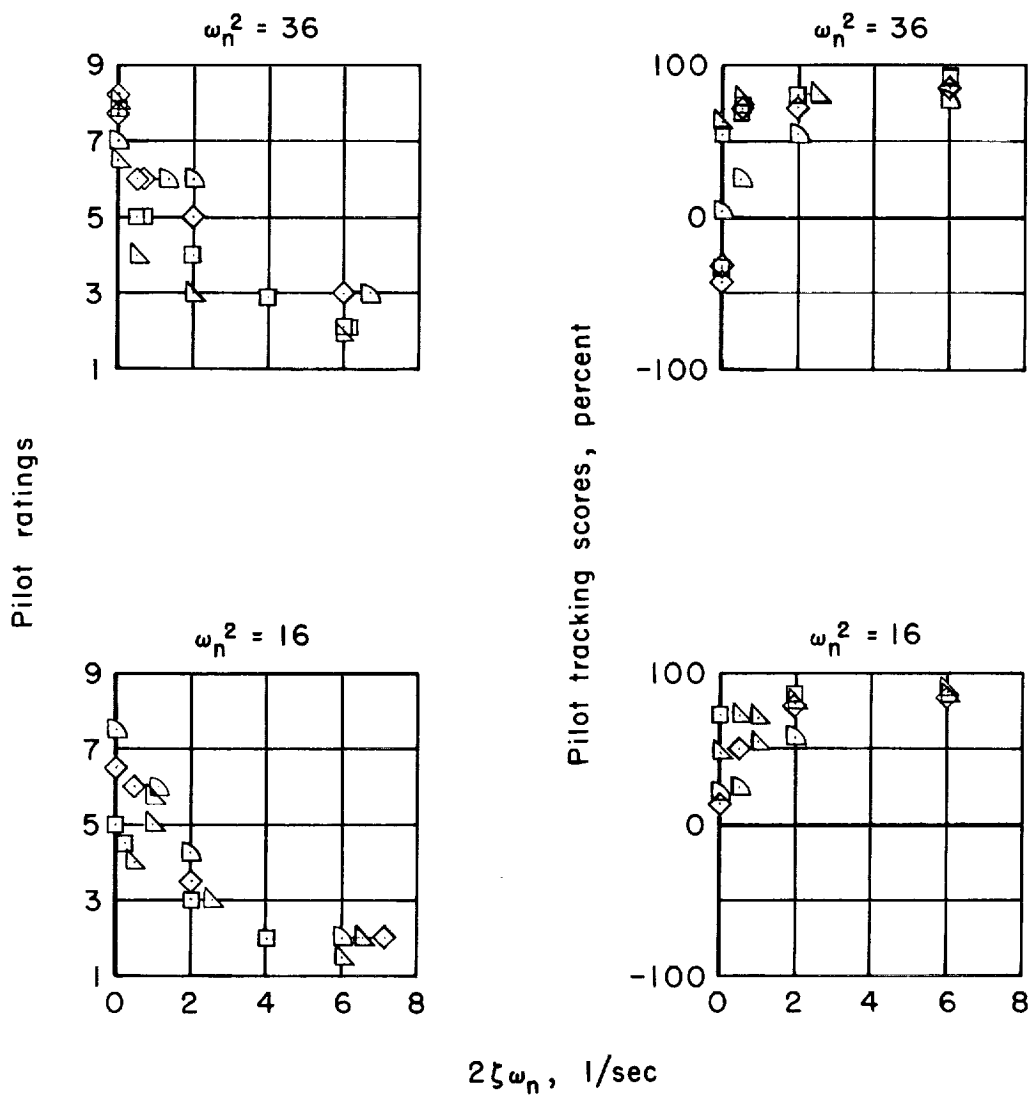 ωn² = 36
9
7
5
3
1
ωn² = 36
100
0
-100
Pilot ratings
Pilot tracking scores, percent
ωn² = 16
9
7
5
3
1
0 2 4 6 8
ωn² = 16
100
0
-100
0 2 4 6 8
2ζωn, 1/sec